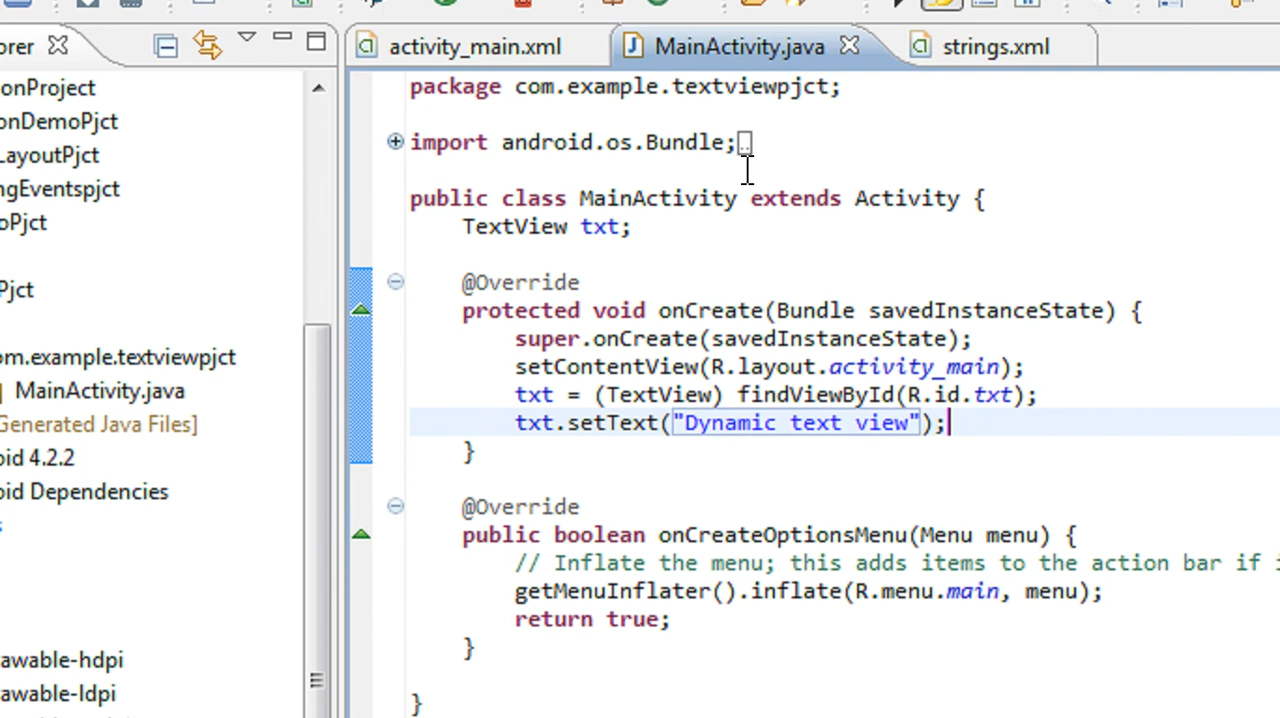 orer
activity_main.xml
MainActivity.java
strings.xml
onProject
onDemoPjct
LayoutPjct
ngEventspjct
oPjct
Pjct
om.example.textviewpjct
MainActivity.java
Generated Java Files]
oid 4.2.2
oid Dependencies
s
awable-hdpi
awable-ldpi
package com.example.textviewpjct;
import android.os.Bundle;
public class MainActivity extends Activity {
TextView txt;
@Override
protected void onCreate(Bundle savedInstanceState) {
super.onCreate(savedInstanceState);
setContentView(R.layout.activity_main);
txt = (TextView) findViewById(R.id.txt);
txt.setText("Dynamic text view");
}
@Override
public boolean onCreateOptionsMenu(Menu menu) {
// Inflate the menu; this adds items to the action bar if i
getMenuInflater().inflate(R.menu.main, menu);
return true;
}
}